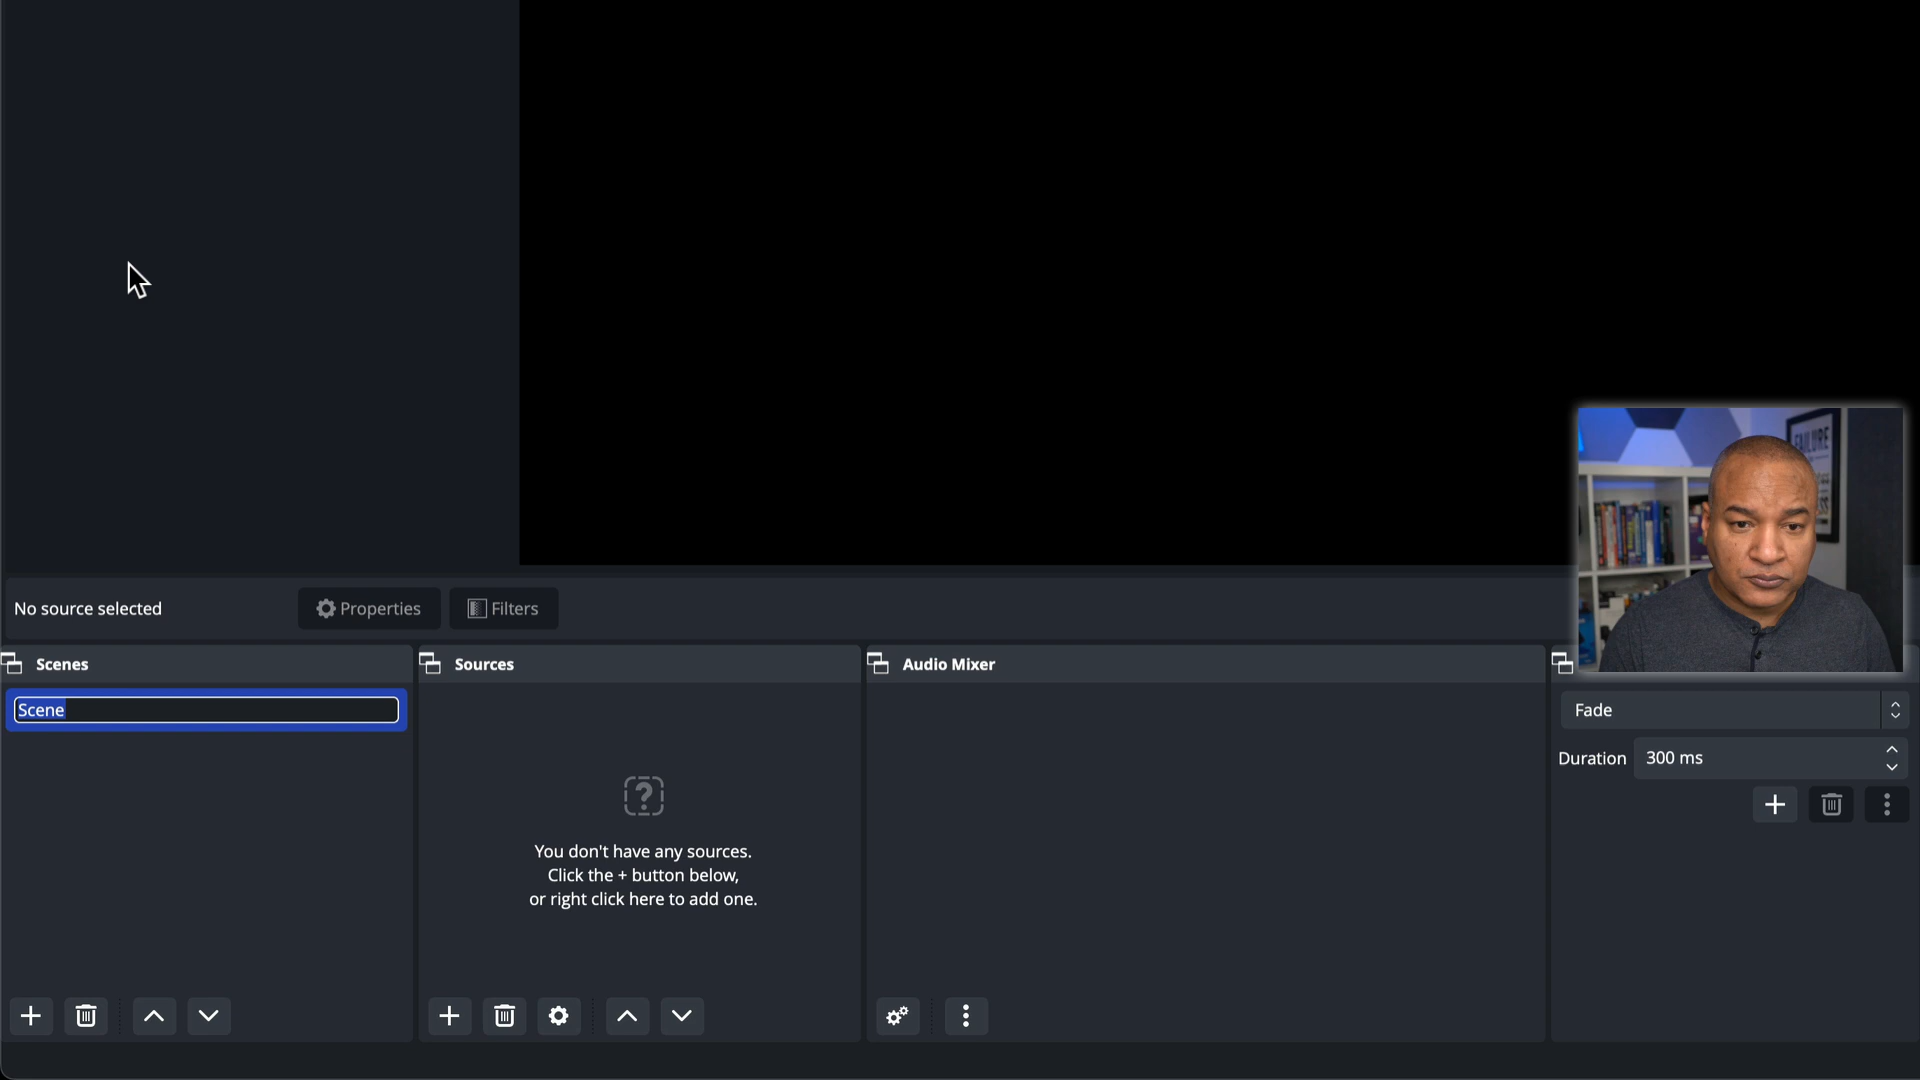 No source selected
Properties
Filters
Scenes
Scene
Sources
You don't have any sources.
Click the + button below,
or right click here to add one.
Audio Mixer
FAILURE
Fade
Duration 300 ms